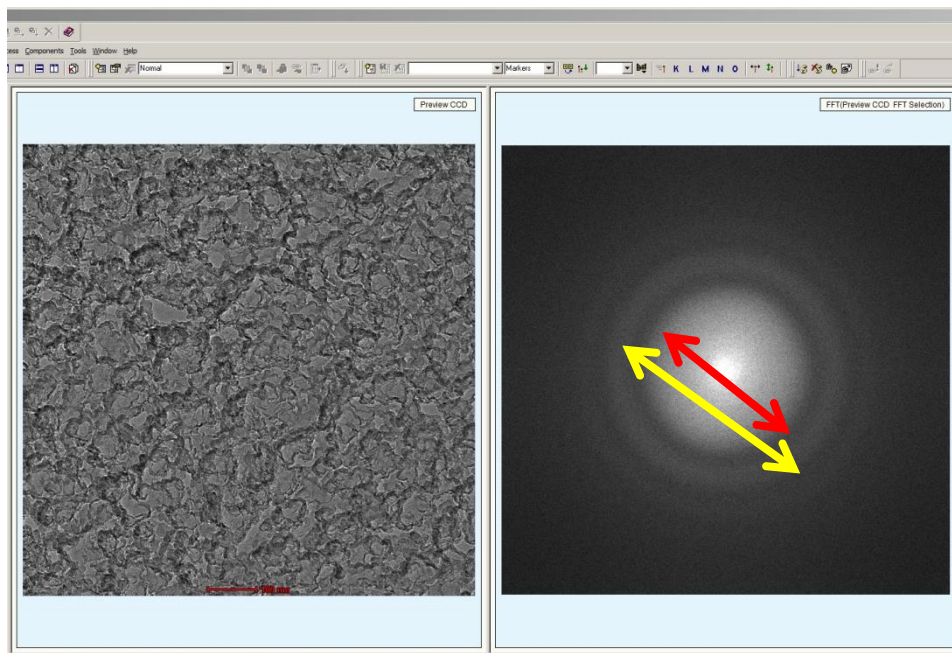 Components Tools Window Help
Normal
Markers
K L M N O
Preview CCD
FFT(Preview CCD FFT Selection)